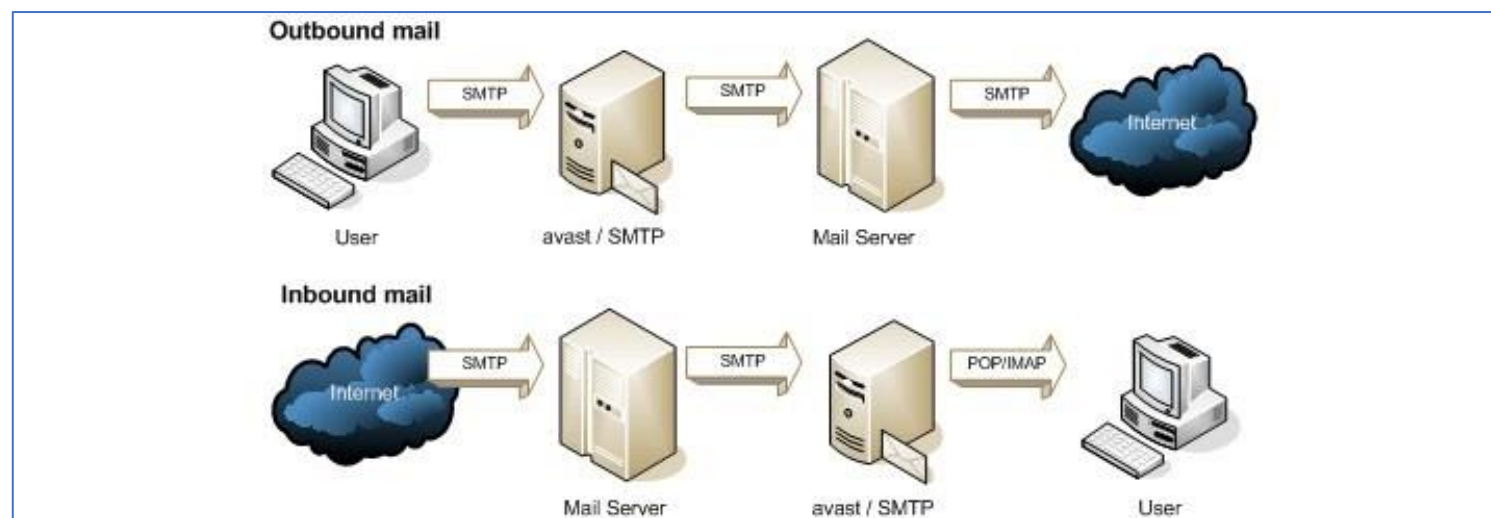 Outbound mail
SMTP SMTP SMTP Internet
User avast / SMTP Mail Server
Inbound mail
Internet SMTP SMTP POP/IMAP
Mail Server avast / SMTP User